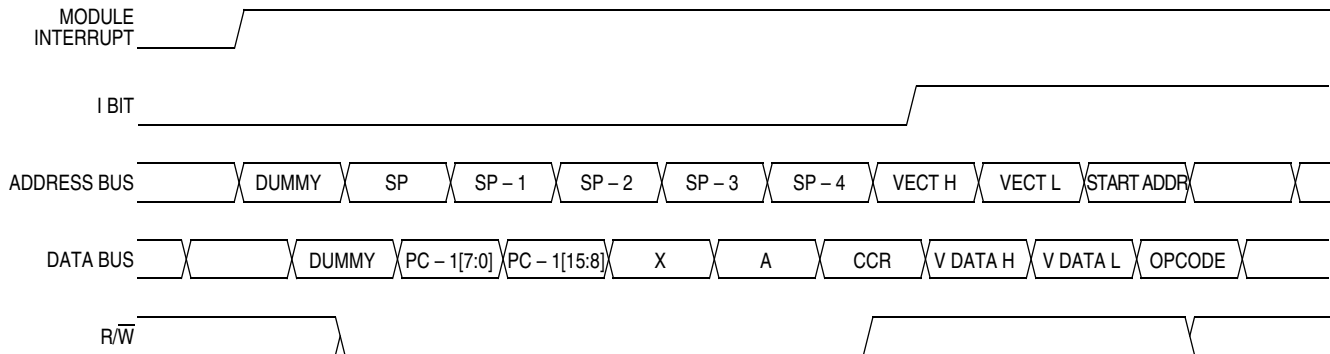 MODULE
INTERRUPT
I BIT
ADDRESS BUS DUMMY SP SP – 1 SP – 2 SP – 3 SP – 4 VECT H VECT L START ADDR
DATA BUS DUMMY PC – 1[7:0] PC – 1[15:8] X A CCR V DATA H V DATA L OPCODE
R/W̅